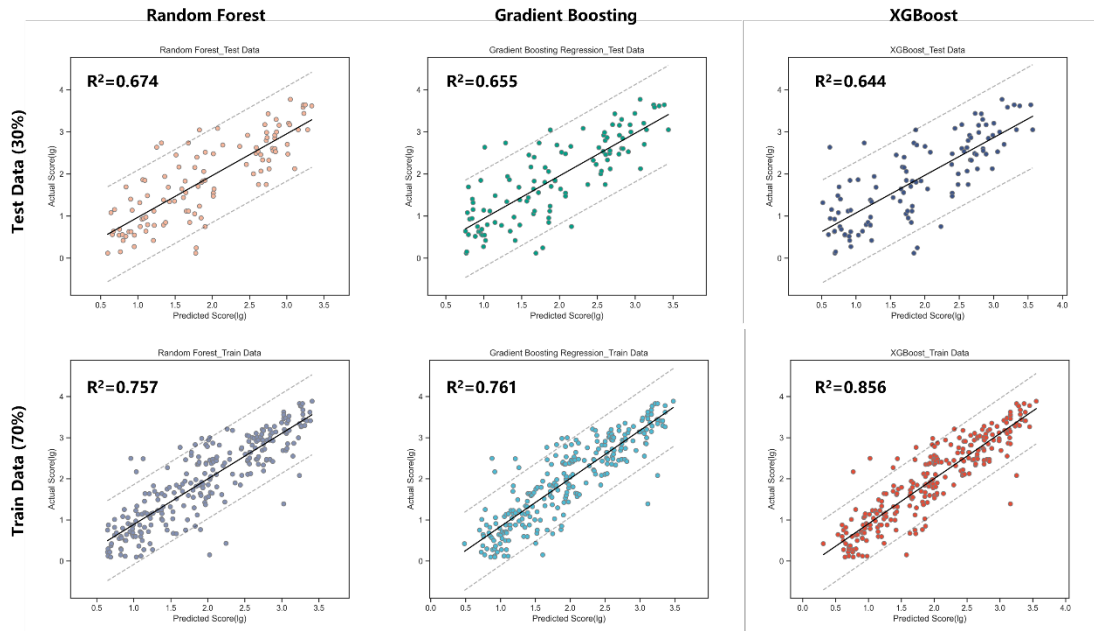 Random Forest
Gradient Boosting
XGBoost
Test Data (30%)
Random Forest_Test Data
R²=0.674
4
3
2
1
0
Actual Score(lg)
0.5 1.0 1.5 2.0 2.5 3.0 3.5
Predicted Score(lg)
Gradient Boosting Regression_Test Data
R²=0.655
4
3
2
1
0
Actual Score(lg)
0.5 1.0 1.5 2.0 2.5 3.0 3.5
Predicted Score(lg)
XGBoost_Test Data
R²=0.644
4
3
2
1
0
Actual Score(lg)
0.5 1.0 1.5 2.0 2.5 3.0 3.5 4.0
Predicted Score(lg)
Train Data (70%)
Random Forest_Train Data
R²=0.757
4
3
2
1
0
Actual Score(lg)
0.5 1.0 1.5 2.0 2.5 3.0 3.5
Predicted Score(lg)
Gradient Boosting Regression_Train Data
R²=0.761
4
3
2
1
0
Actual Score(lg)
0.0 0.5 1.0 1.5 2.0 2.5 3.0 3.5
Predicted Score(lg)
XGBoost_Train Data
R²=0.856
4
3
2
1
0
Actual Score(lg)
0.0 0.5 1.0 1.5 2.0 2.5 3.0 3.5 4.0
Predicted Score(lg)